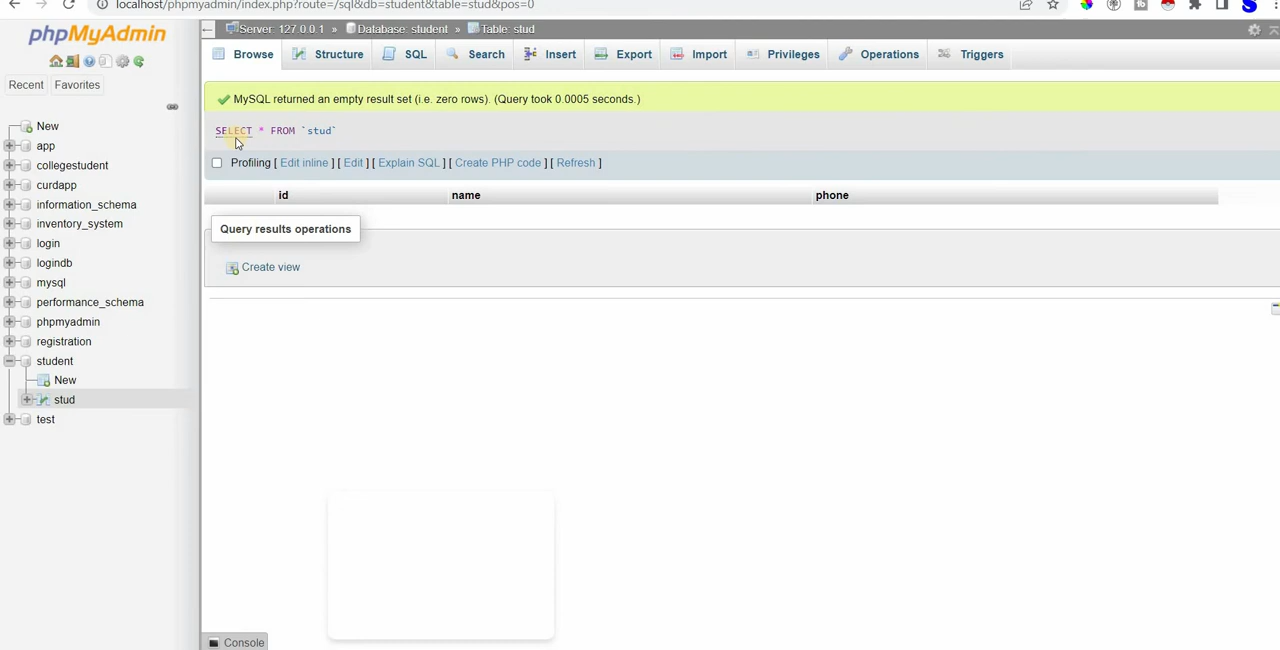 localhost/phpmyadmin/index.php?route=/sql&db=student&table=stud&pos=0
phpMyAdmin
Recent Favorites
New
app
collegestudent
curdapp
information_schema
inventory_system
login
logindb
mysql
performance_schema
phpmyadmin
registration
student
New
stud
test
Server: 127.0.0.1 » Database: student » Table: stud
Browse Structure SQL Search Insert Export Import Privileges Operations Triggers
MySQL returned an empty result set (i.e. zero rows). (Query took 0.0005 seconds.)
SELECT * FROM `stud`
Profiling [ Edit inline ] [ Edit ] [ Explain SQL ] [ Create PHP code ] [ Refresh ]
id name phone
Query results operations
Create view
Console